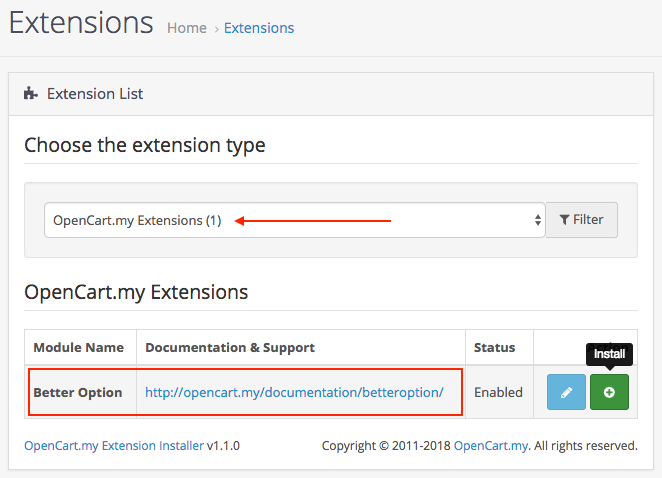 Extensions Home › Extensions
Extension List
Choose the extension type
OpenCart.my Extensions (1) Filter
OpenCart.my Extensions
Install
Module Name Documentation & Support Status
Better Option http://opencart.my/documentation/betteroption/ Enabled
OpenCart.my Extension Installer v1.1.0 Copyright © 2011-2018 OpenCart.my. All rights reserved.